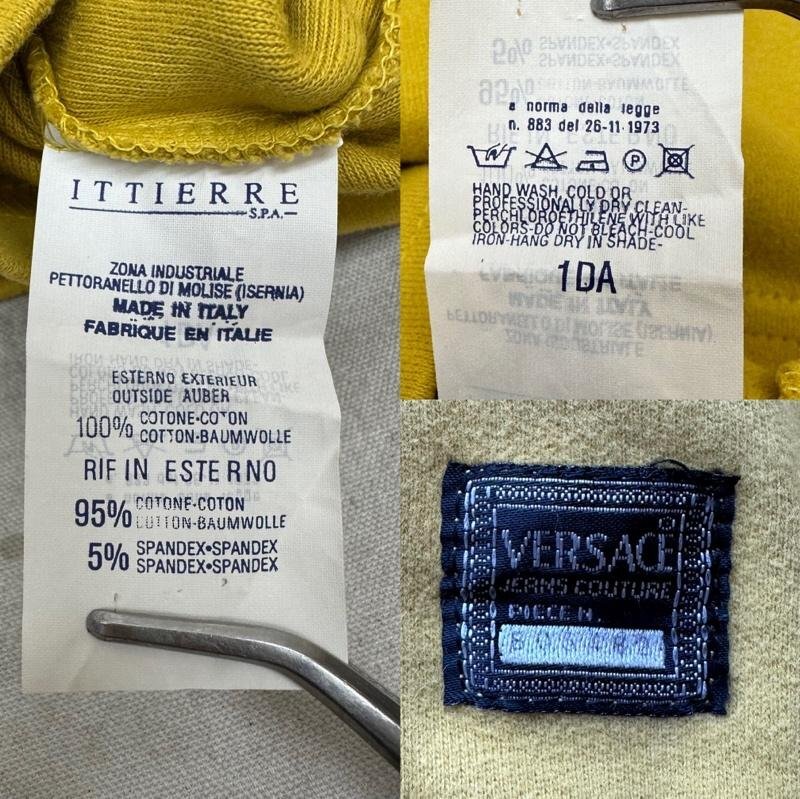 ITTIERRE
S.P.A.
ZONA INDUSTRIALE
PETTORANELLO DI MOLISE (ISERNIA)
MADE IN ITALY
FABRIQUE EN ITALIE
ESTERNO EXTERIEUR
OUTSIDE AUBER
100% COTONE•COTON
COTTON-BAUMWOLLE
RIF IN ESTERNO
95% COTONE•COTON
COTTON-BAUMWOLLE
5% SPANDEX•SPANDEX
SPANDEX•SPANDEX
a norma della legge
n. 883 del 26-11-1973
P
HAND WASH COLD OR
PROFESSIONALLY DRY CLEAN-
PERCHLOROETHILENE WITH LIKE
COLORS-DO NOT BLEACH-COOL
IRON-HANG DRY IN SHADE-
1DA
VERSACE
JEANS COUTURE
PIECE N.